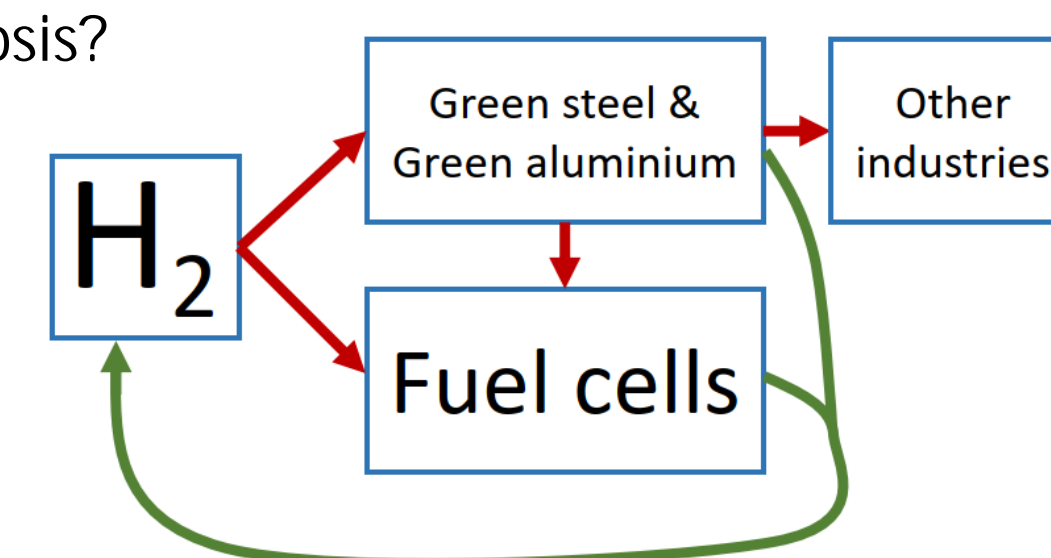 osis?
Green steel &
Green aluminium
Other
industries
H₂
Fuel cells